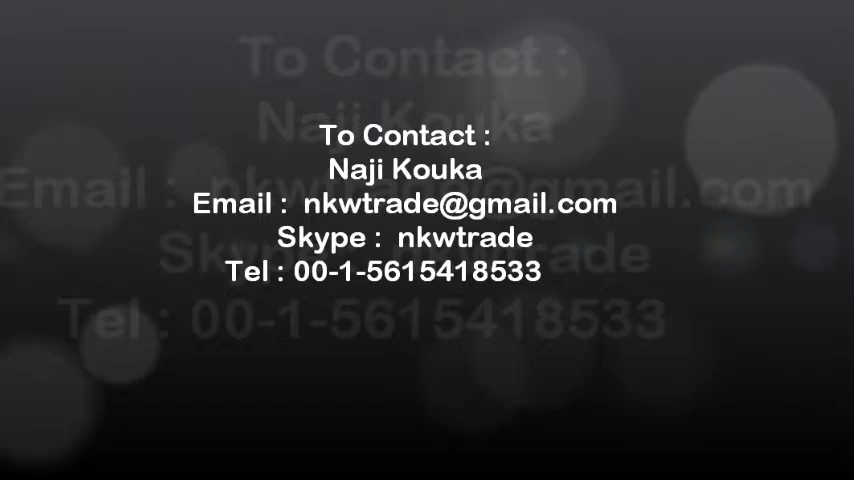 To Contact :
Naji Kouka
Email :  nkwtrade@gmail.com
Skype :  nkwtrade
Tel : 00-1-5615418533